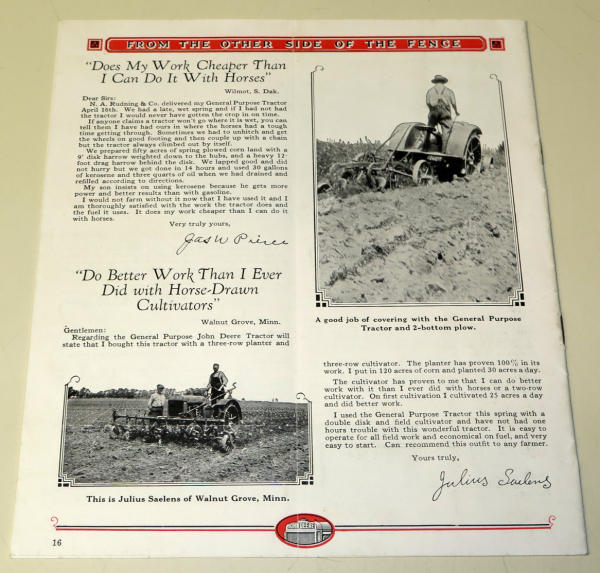 FROM THE OTHER SIDE OF THE FENCE
"Does My Work Cheaper Than
I Can Do It With Horses"
Wilmot, S. Dak.
Dear Sirs:
N. A. Rudning & Co. delivered my General Purpose Tractor
April 16th. We had a late, wet spring and if I had not had
the tractor I would never have gotten the crop in on time.
If anyone claims a tractor won't go where it is wet, you can
tell them I have had ours in where the horses had a tough
time getting through. Sometimes we had to unhitch and get
the wheels on good footing and then couple up with a chain
but the tractor always climbed out by itself.
We prepared fifty acres of spring plowed corn land with a
9' disk harrow weighted down to the hubs, and a heavy 12-
foot drag harrow behind the disk. We lapped good and did
not hurry but we got done in 14 hours and used 30 gallons
of kerosene and three quarts of oil when we had drained and
refilled according to directions.
My son insists on using kerosene because he gets more
power and better results than with gasoline.
I would not farm without it now that I have used it and I
am thoroughly satisfied with the work the tractor does and
the fuel it uses. It does my work cheaper than I can do it
with horses.
Very truly yours,
Jas W Pierce
"Do Better Work Than I Ever
Did with Horse-Drawn
Cultivators"
Walnut Grove, Minn.
Gentlemen:
Regarding the General Purpose John Deere Tractor will
state that I bought this tractor with a three-row planter and
This is Julius Saelens of Walnut Grove, Minn.
A good job of covering with the General Purpose
Tractor and 2-bottom plow.
three-row cultivator. The planter has proven 100% in its
work. I put in 120 acres of corn and planted 30 acres a day.
The cultivator has proven to me that I can do better
work with it than I ever did with horses or a two-row
cultivator. On first cultivation I cultivated 25 acres a day
and did better work.
I used the General Purpose Tractor this spring with a
double disk and field cultivator and have not had one
hours trouble with this wonderful tractor. It is easy to
operate for all field work and economical on fuel, and very
easy to start. Can recommend this outfit to any farmer.
Yours truly,
Julius Saelens
16